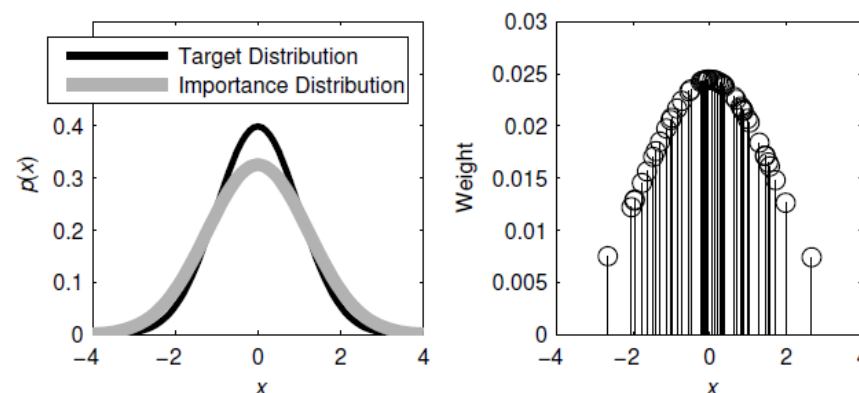 Target Distribution
Importance Distribution
0.4
0.3
0.2
0.1
0
p(x)
−4 −2 0 2 4
x
0.03
0.025
0.02
0.015
0.01
0.005
0
Weight
−4 −2 0 2 4
x